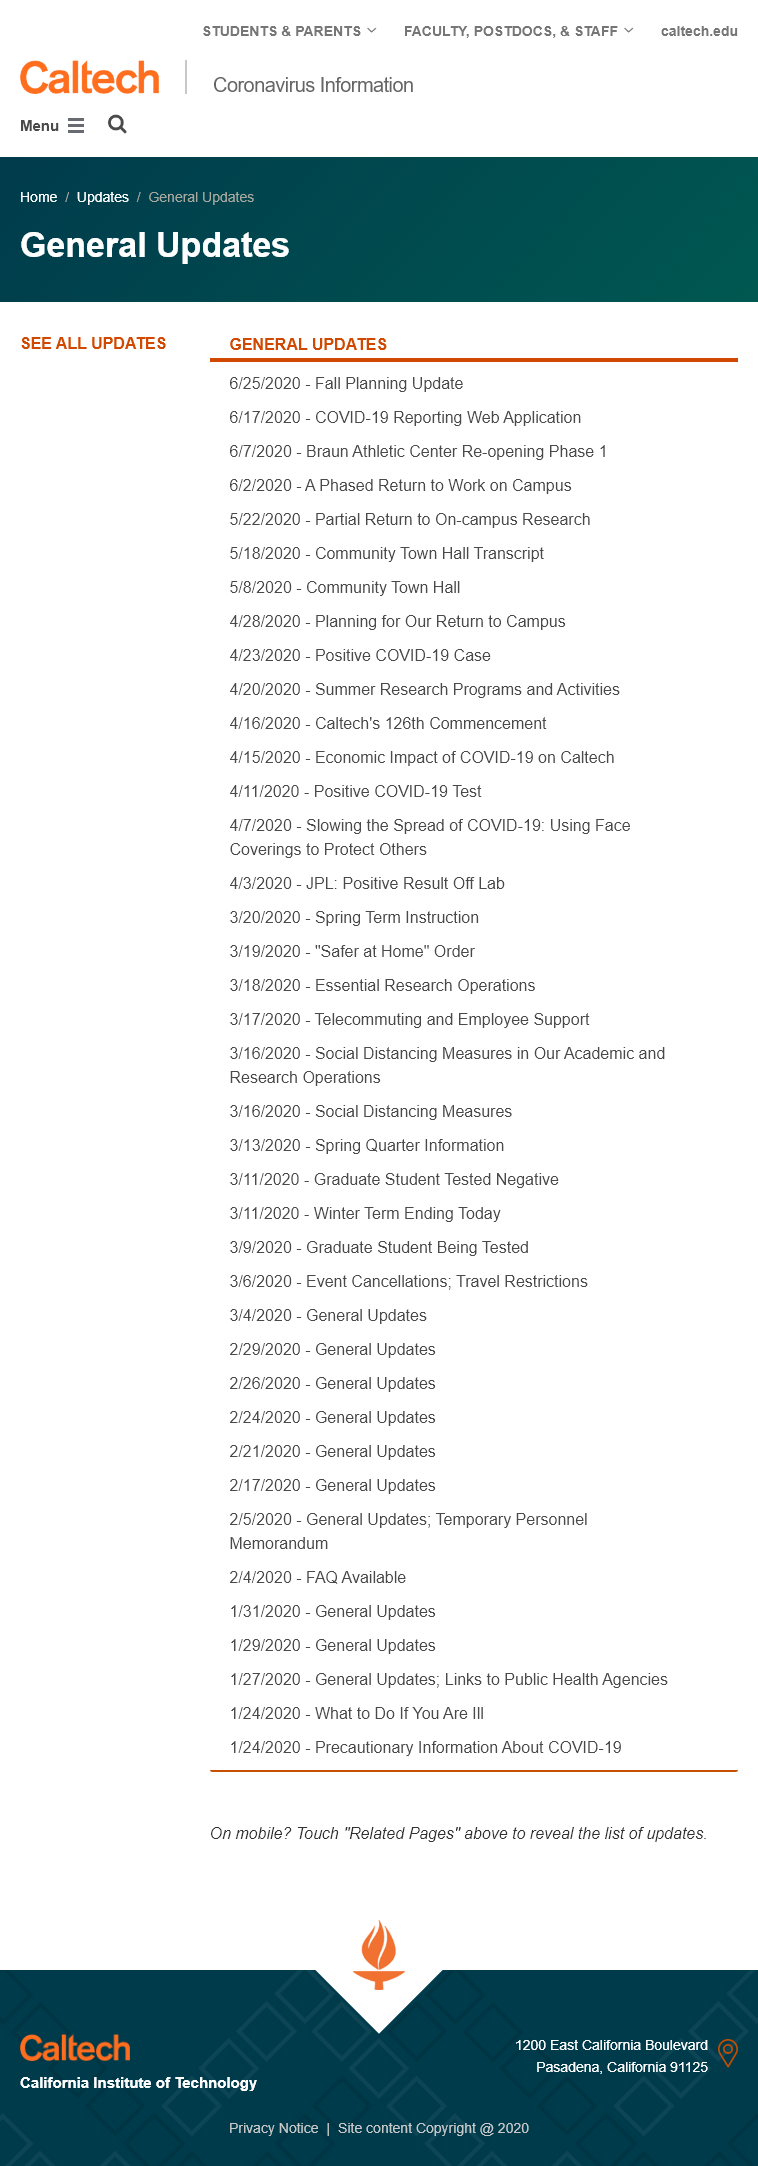 STUDENTS & PARENTS
FACULTY, POSTDOCS, & STAFF
caltech.edu
Caltech
Coronavirus Information
Menu
Home / Updates / General Updates
General Updates
SEE ALL UPDATES
GENERAL UPDATES
6/25/2020 - Fall Planning Update
6/17/2020 - COVID-19 Reporting Web Application
6/7/2020 - Braun Athletic Center Re-opening Phase 1
6/2/2020 - A Phased Return to Work on Campus
5/22/2020 - Partial Return to On-campus Research
5/18/2020 - Community Town Hall Transcript
5/8/2020 - Community Town Hall
4/28/2020 - Planning for Our Return to Campus
4/23/2020 - Positive COVID-19 Case
4/20/2020 - Summer Research Programs and Activities
4/16/2020 - Caltech's 126th Commencement
4/15/2020 - Economic Impact of COVID-19 on Caltech
4/11/2020 - Positive COVID-19 Test
4/7/2020 - Slowing the Spread of COVID-19: Using Face
Coverings to Protect Others
4/3/2020 - JPL: Positive Result Off Lab
3/20/2020 - Spring Term Instruction
3/19/2020 - "Safer at Home" Order
3/18/2020 - Essential Research Operations
3/17/2020 - Telecommuting and Employee Support
3/16/2020 - Social Distancing Measures in Our Academic and
Research Operations
3/16/2020 - Social Distancing Measures
3/13/2020 - Spring Quarter Information
3/11/2020 - Graduate Student Tested Negative
3/11/2020 - Winter Term Ending Today
3/9/2020 - Graduate Student Being Tested
3/6/2020 - Event Cancellations; Travel Restrictions
3/4/2020 - General Updates
2/29/2020 - General Updates
2/26/2020 - General Updates
2/24/2020 - General Updates
2/21/2020 - General Updates
2/17/2020 - General Updates
2/5/2020 - General Updates; Temporary Personnel
Memorandum
2/4/2020 - FAQ Available
1/31/2020 - General Updates
1/29/2020 - General Updates
1/27/2020 - General Updates; Links to Public Health Agencies
1/24/2020 - What to Do If You Are Ill
1/24/2020 - Precautionary Information About COVID-19
On mobile? Touch "Related Pages" above to reveal the list of updates.
Caltech
California Institute of Technology
1200 East California Boulevard
Pasadena, California 91125
Privacy Notice | Site content Copyright @ 2020